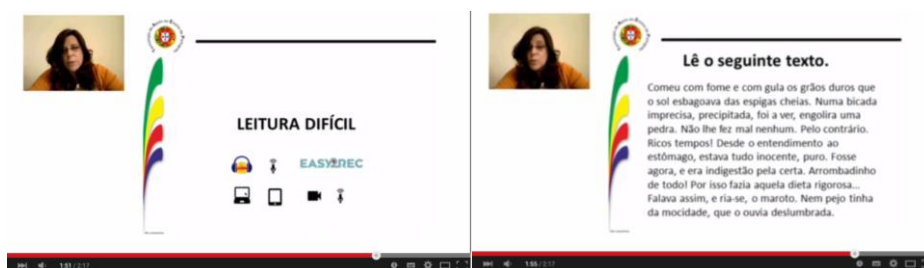 LEITURA DIFÍCIL
EASY2REC
1:51 / 2:17
Lê o seguinte texto.
Comeu com fome e com gula os grãos duros que
o sol esbagoava das espigas cheias. Numa bicada
imprecisa, precipitada, foi a ver, engolira uma
pedra. Não lhe fez mal nenhum. Pelo contrário.
Ricos tempos! Desde o entendimento ao
estômago, estava tudo inocente, puro. Fosse
agora, e era indigestão pela certa. Arrombadinho
de todo! Por isso fazia aquela dieta rigorosa...
Falava assim, e ria-se, o maroto. Nem pejo tinha
da mocidade, que o ouvia deslumbrada.
1:55 / 2:17